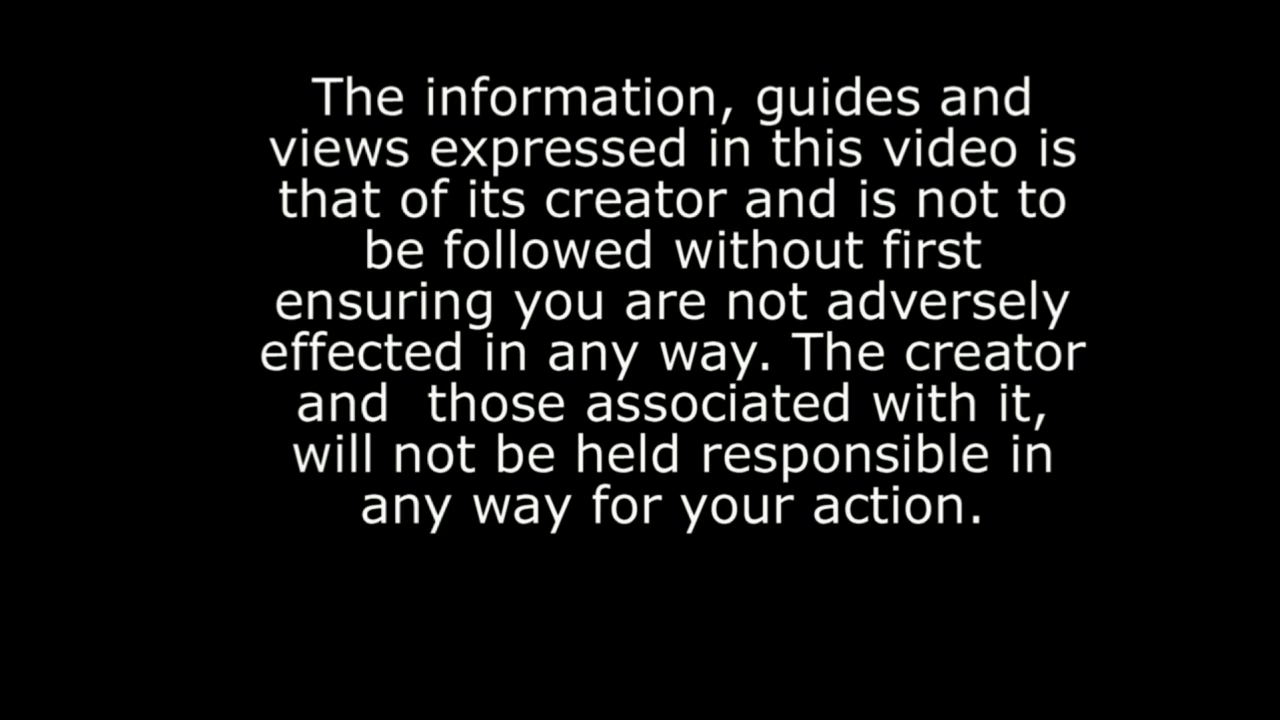 The information, guides and
views expressed in this video is
that of its creator and is not to
be followed without first
ensuring you are not adversely
effected in any way. The creator
and  those associated with it,
will not be held responsible in
any way for your action.